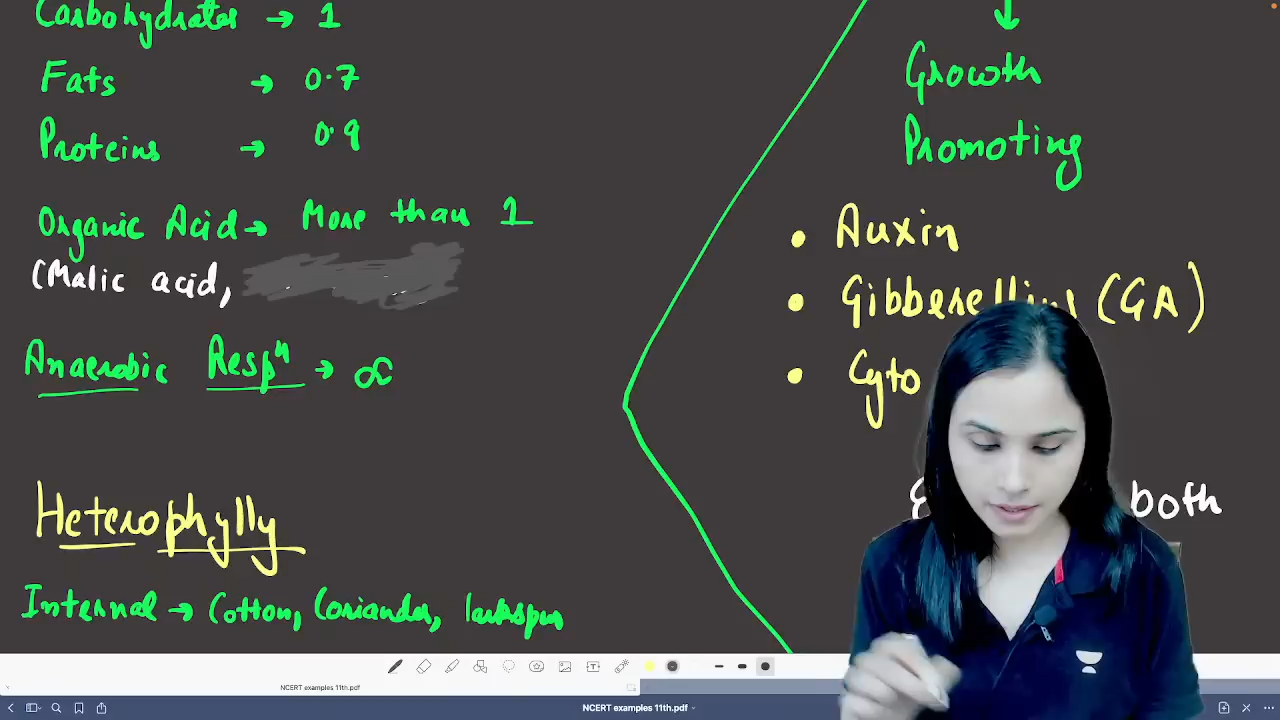 Carbohydrates → 1
Fats → 0.7
Proteins → 0.9
Organic Acid → More than 1
(Malic acid,
Anaerobic Respⁿ → ∝
Heterophylly
Internal → Cotton, Coriander, larkspur
↓
Growth
Promoting
• Auxin
• Gibberellins (GA)
• Cyto
both
NCERT examples 11th.pdf
NCERT examples 11th.pdf